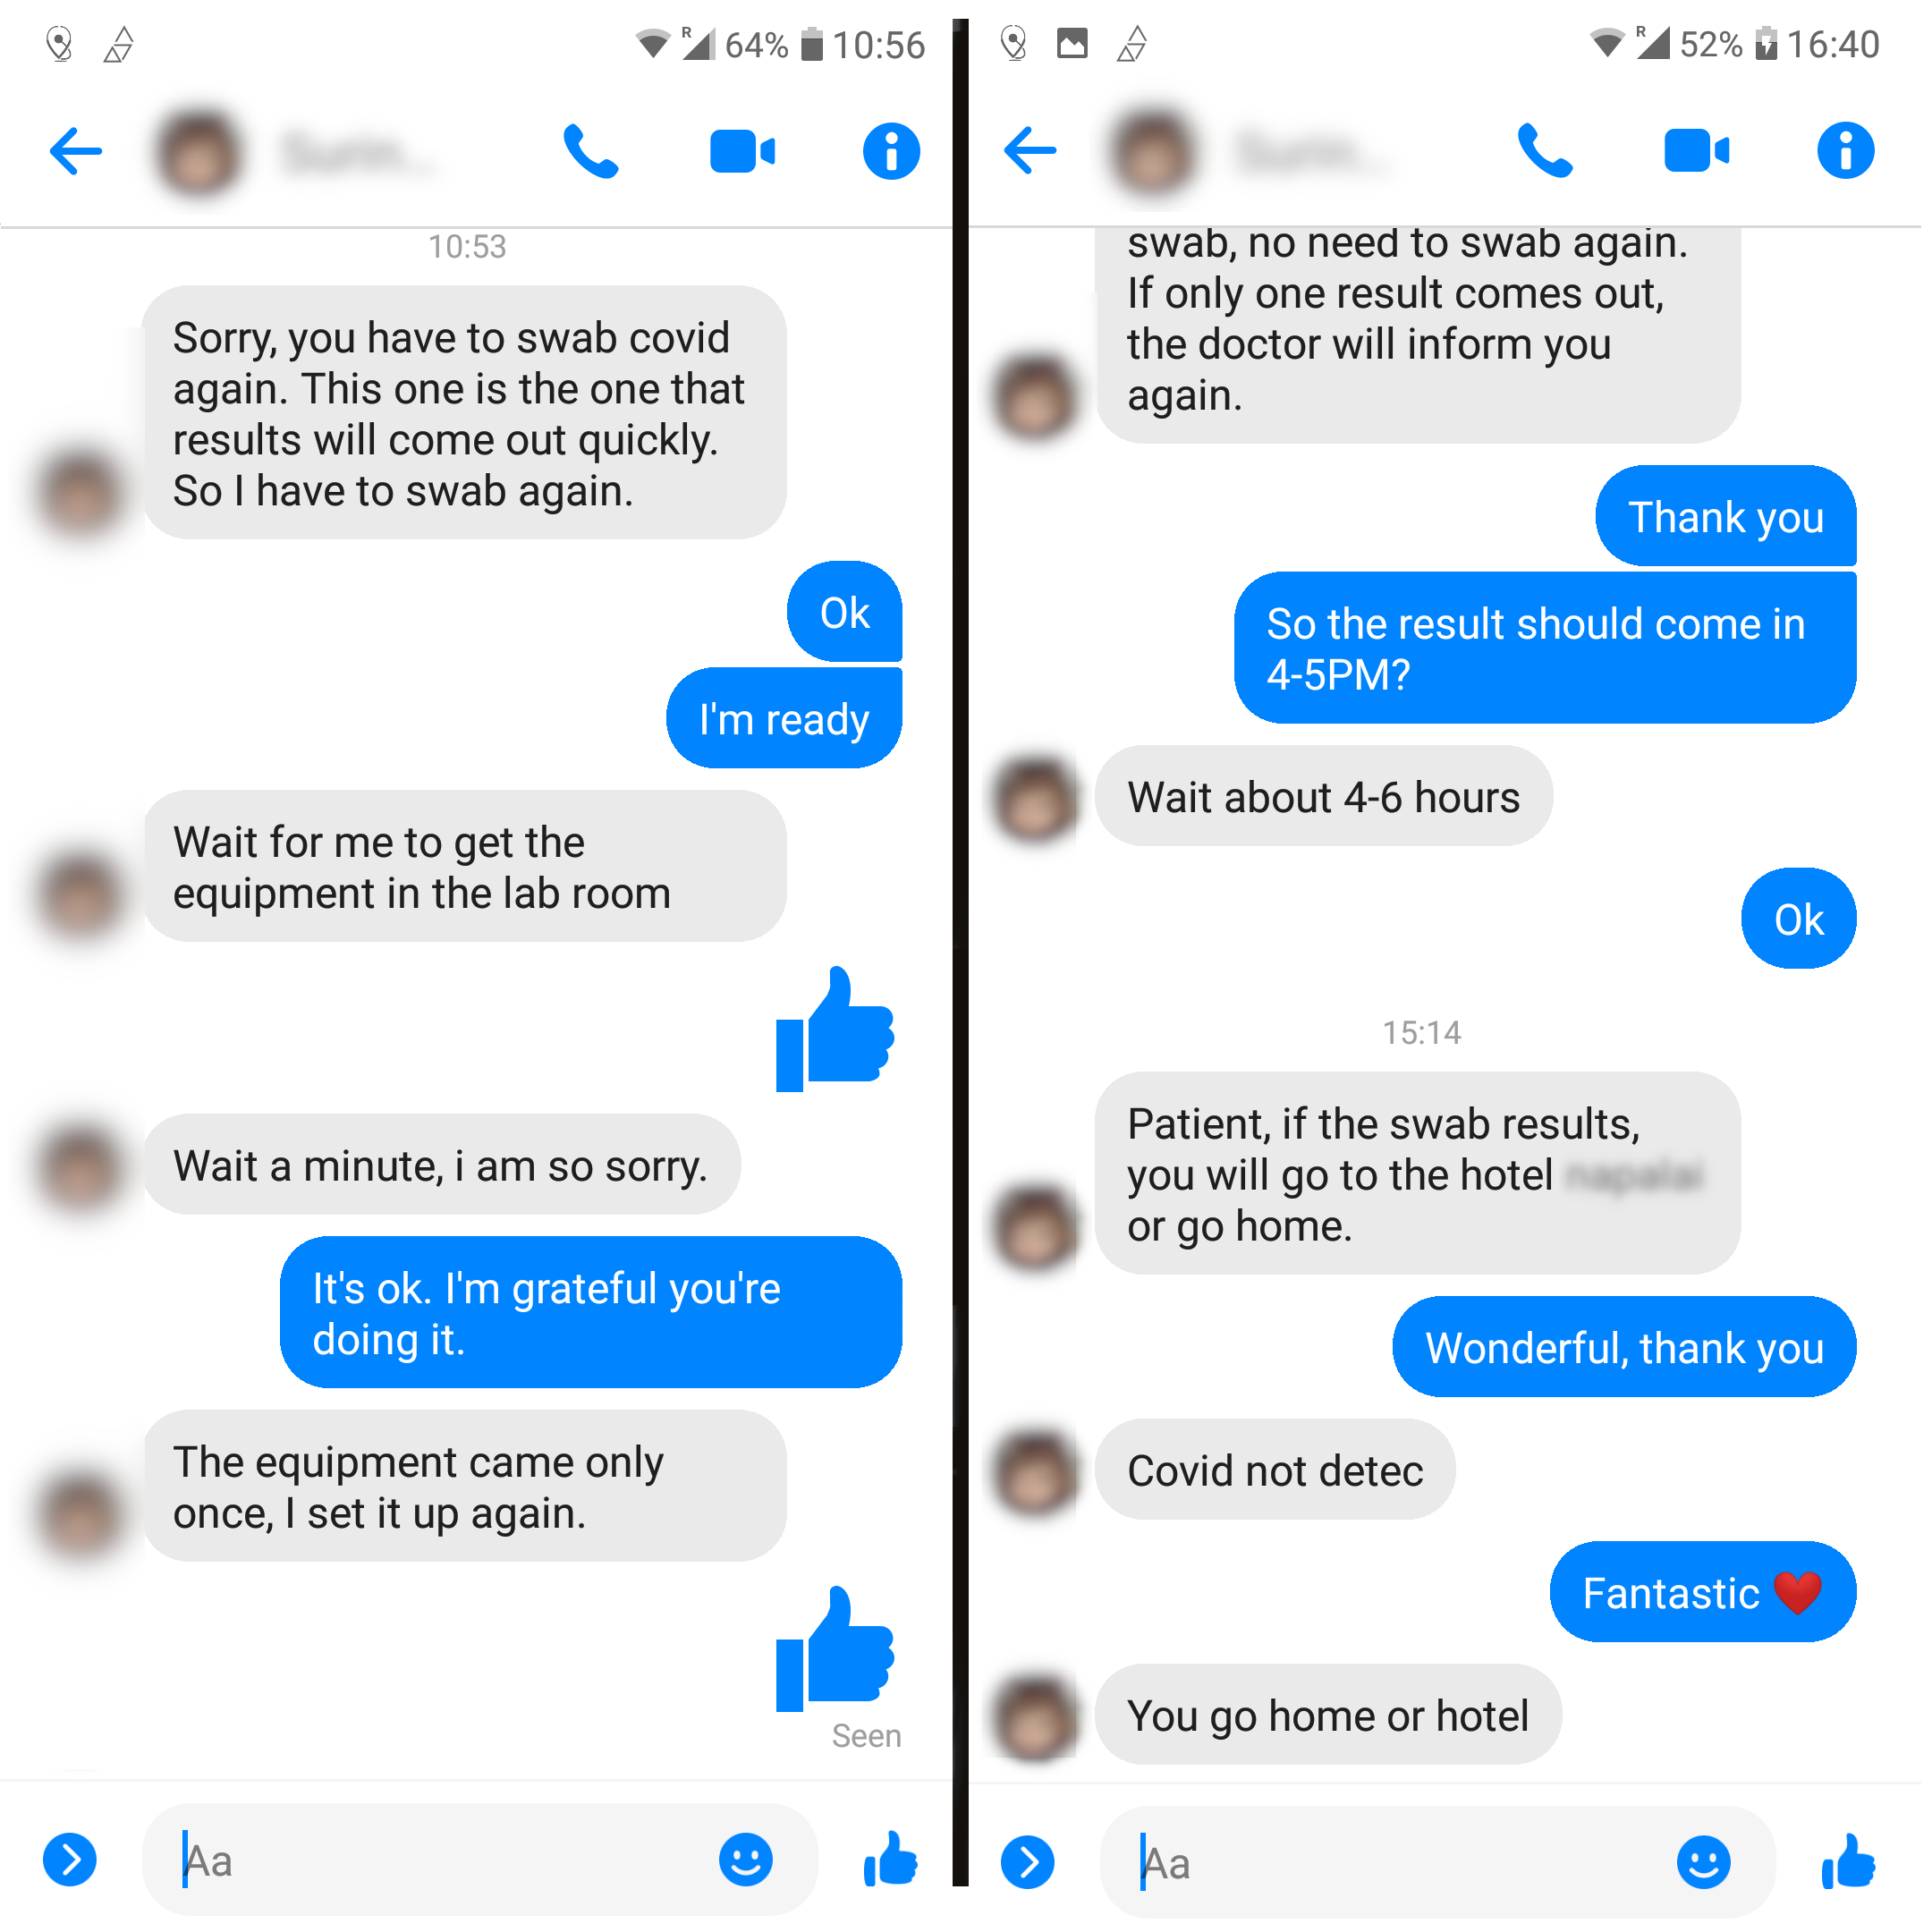 R 64% 10:56
10:53
Sorry, you have to swab covid
again. This one is the one that
results will come out quickly.
So I have to swab again.
Ok
I'm ready
Wait for me to get the
equipment in the lab room
Wait a minute, i am so sorry.
It's ok. I'm grateful you're
doing it.
The equipment came only
once, I set it up again.
Seen
Aa
R 52% 16:40
swab, no need to swab again.
If only one result comes out,
the doctor will inform you
again.
Thank you
So the result should come in
4-5PM?
Wait about 4-6 hours
Ok
15:14
Patient, if the swab results,
you will go to the hotel
or go home.
Wonderful, thank you
Covid not detec
Fantastic ❤️
You go home or hotel
Aa